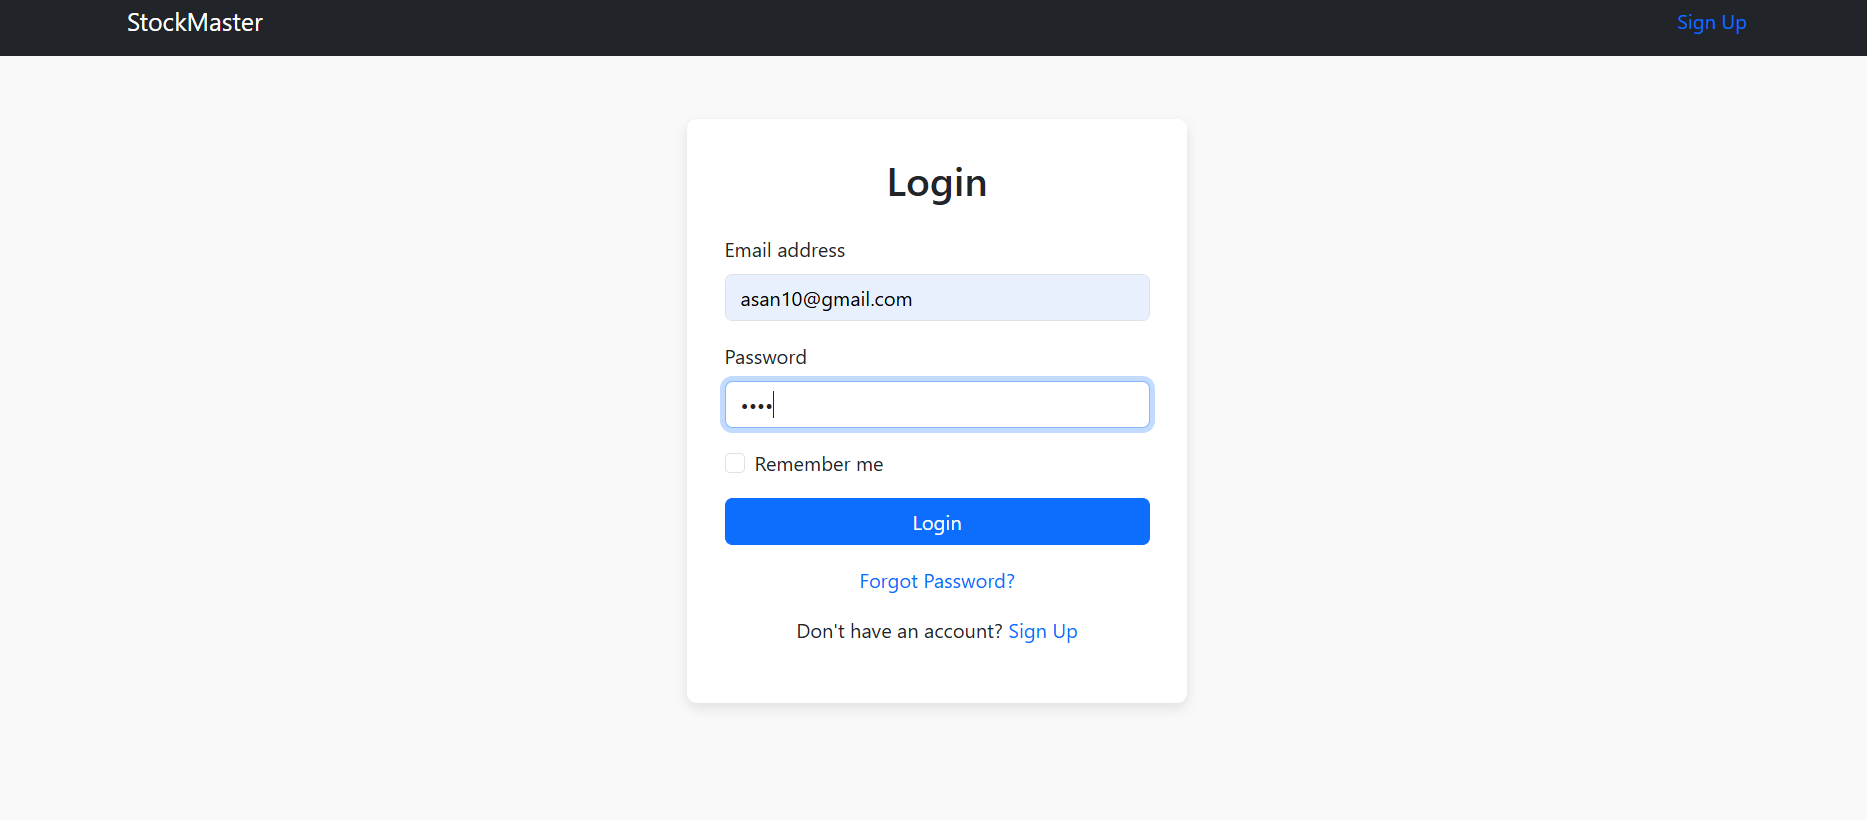 StockMaster
Sign Up
Login
Email address
asan10@gmail.com
Password
••••
Remember me
Login
Forgot Password?
Don't have an account? Sign Up